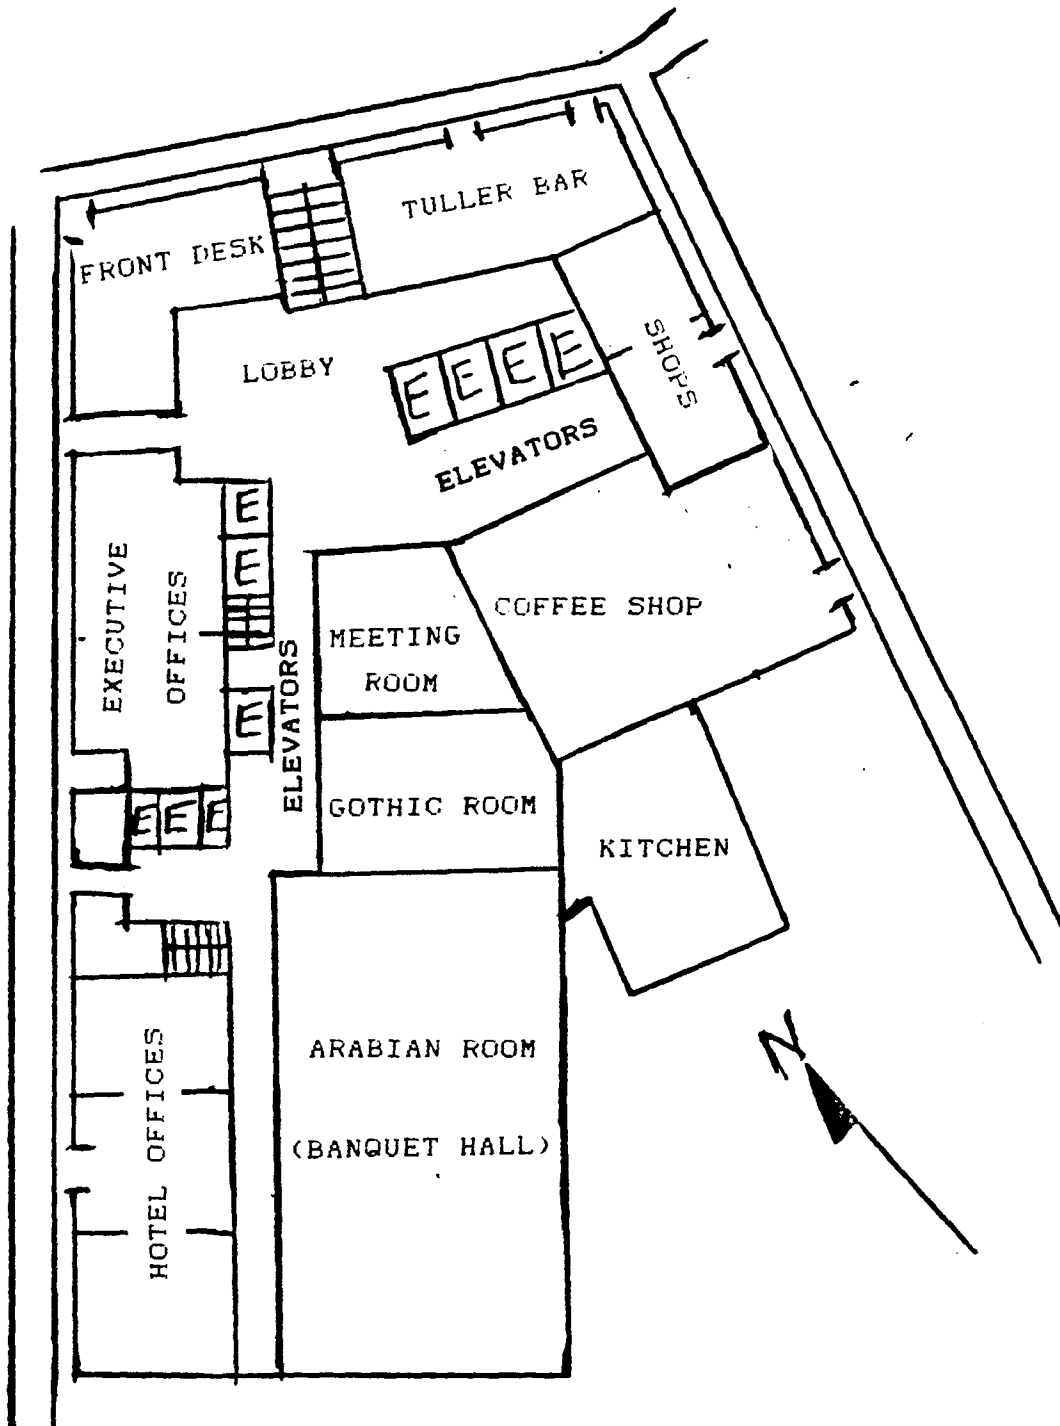 TULLER BAR
FRONT DESK
SHOPS
LOBBY
E E E E
ELEVATORS
E
E
E
ELEVATORS
EXECUTIVE
OFFICES
COFFEE SHOP
MEETING
ROOM
GOTHIC ROOM
E E E
KITCHEN
ARABIAN ROOM
(BANQUET HALL)
HOTEL OFFICES
N